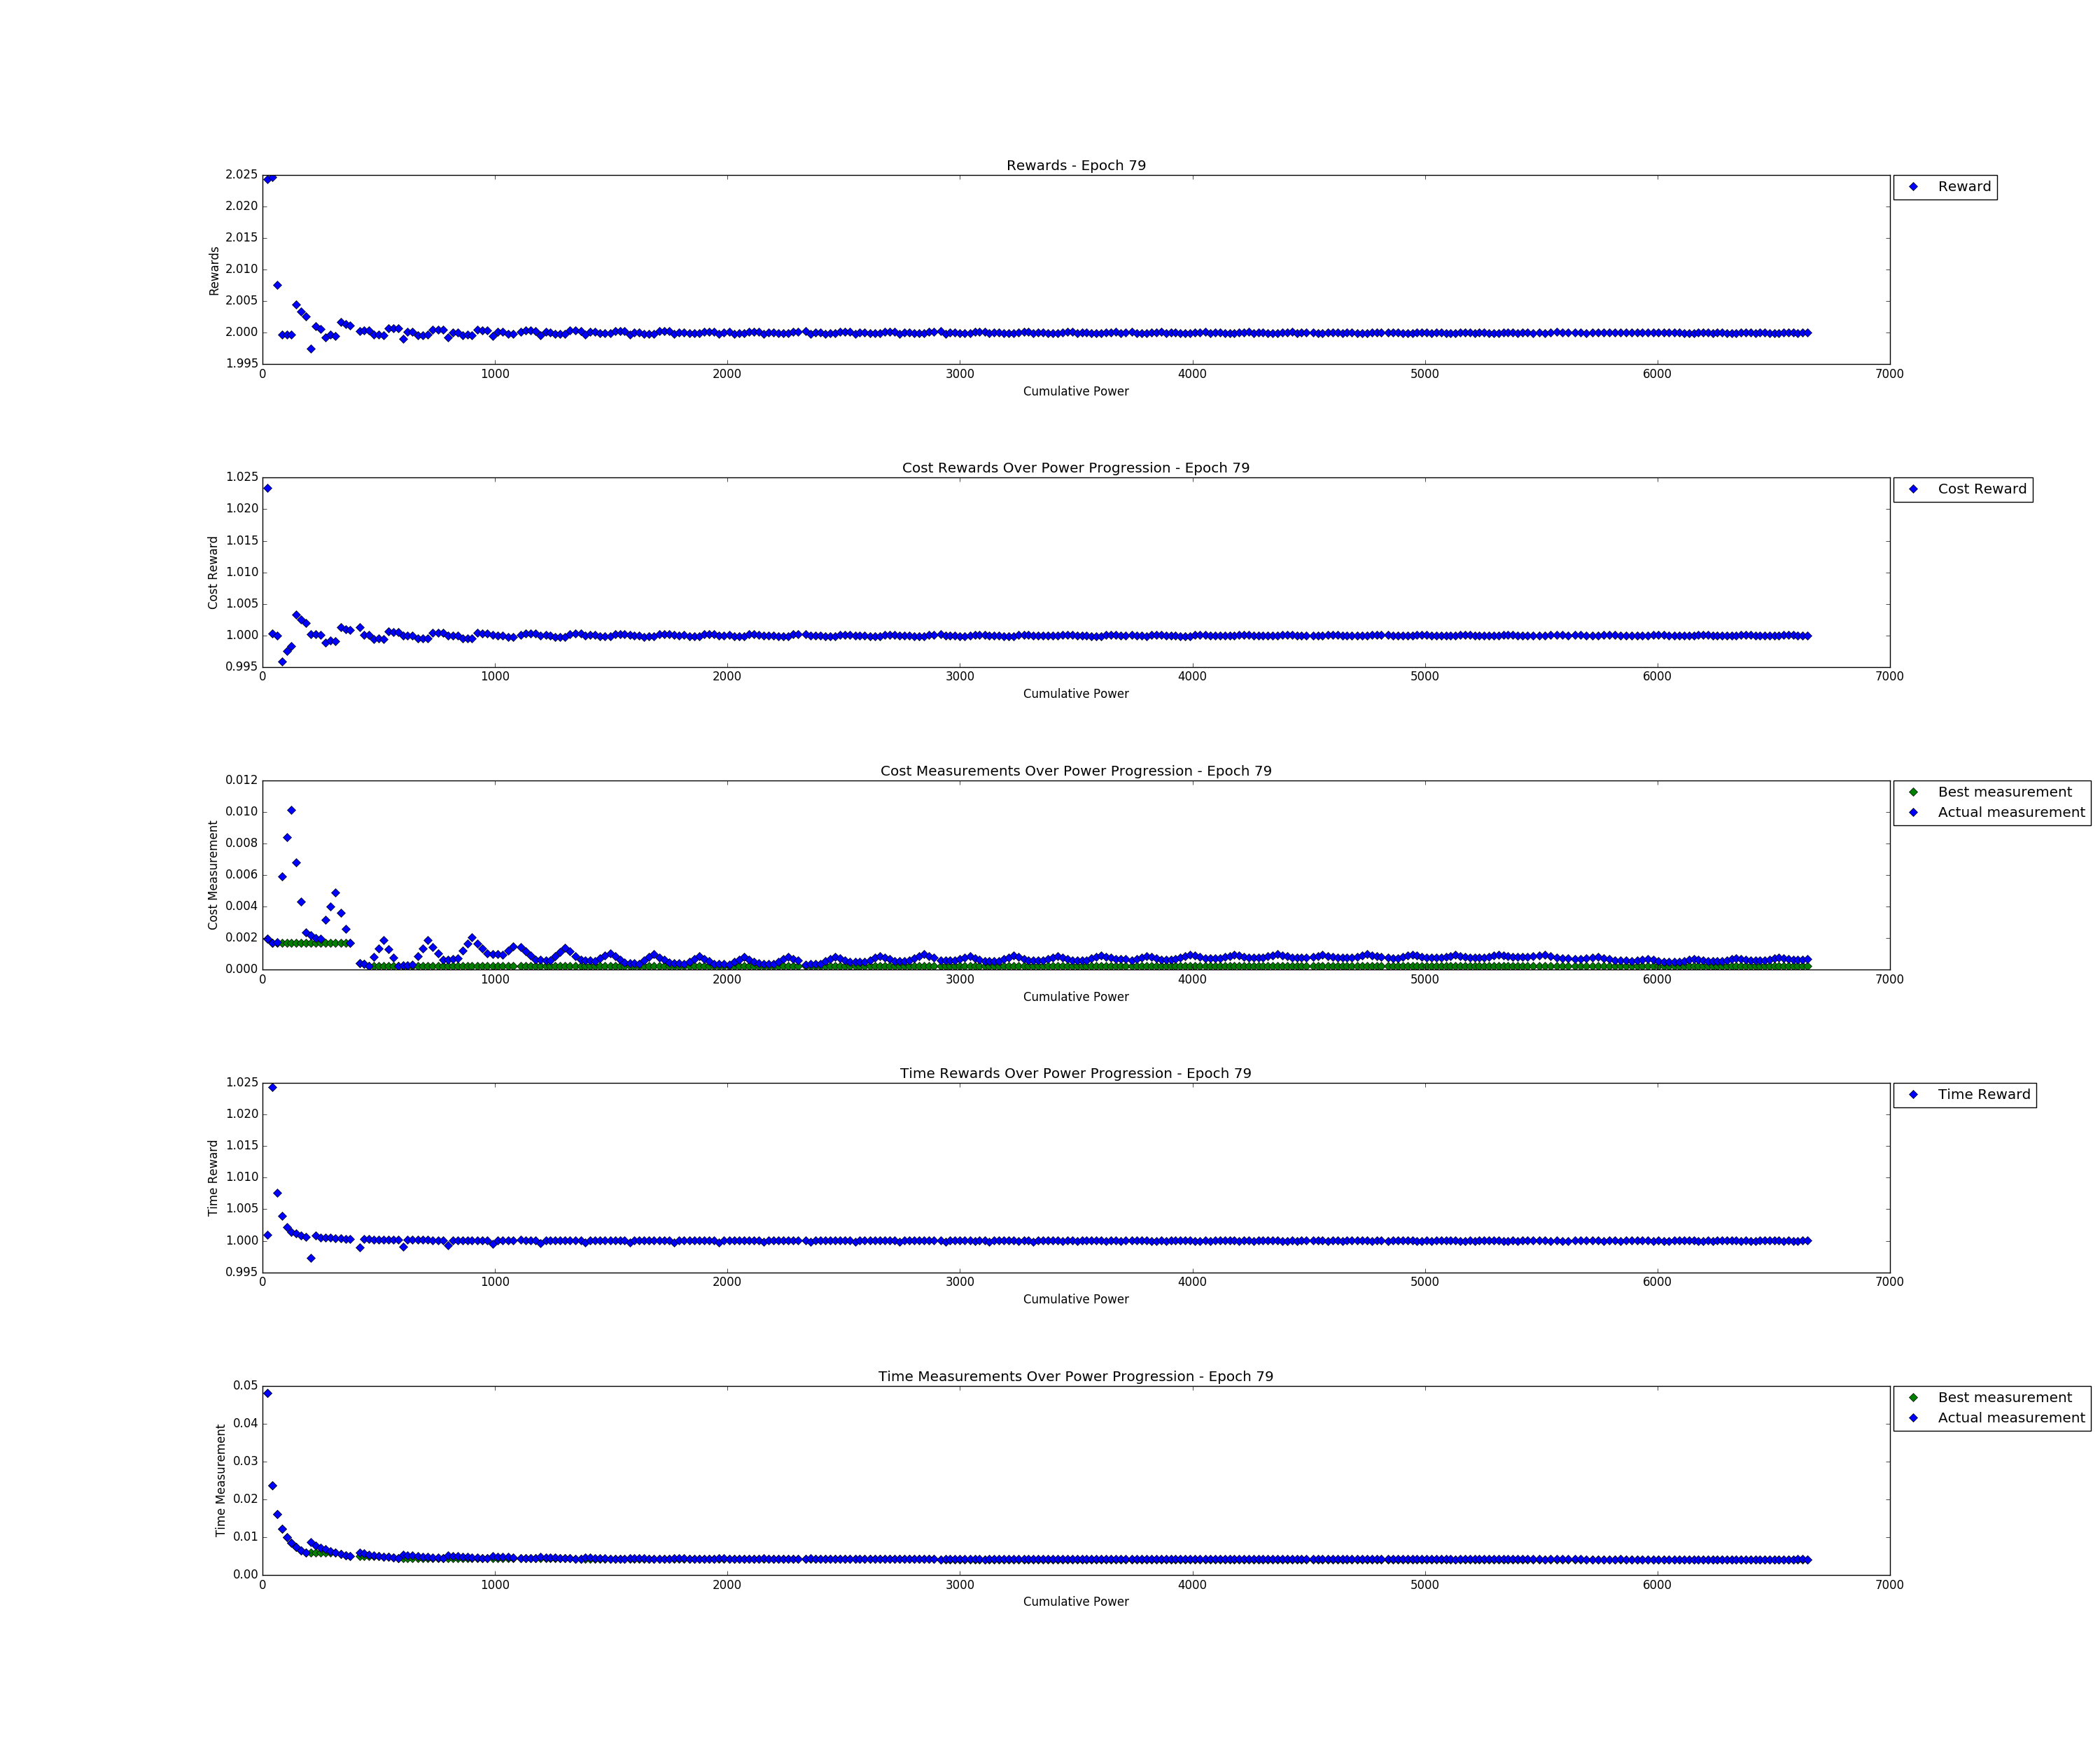 Rewards - Epoch 79
2.025
2.020
2.015
2.010
2.005
2.000
1.995
Rewards
0 1000 2000 3000 4000 5000 6000 7000
Cumulative Power
Reward
Cost Rewards Over Power Progression - Epoch 79
1.025
1.020
1.015
1.010
1.005
1.000
0.995
Cost Reward
0 1000 2000 3000 4000 5000 6000 7000
Cumulative Power
Cost Reward
Cost Measurements Over Power Progression - Epoch 79
0.012
0.010
0.008
0.006
0.004
0.002
0.000
Cost Measurement
0 1000 2000 3000 4000 5000 6000 7000
Cumulative Power
Best measurement
Actual measurement
Time Rewards Over Power Progression - Epoch 79
1.025
1.020
1.015
1.010
1.005
1.000
0.995
Time Reward
0 1000 2000 3000 4000 5000 6000 7000
Cumulative Power
Time Reward
Time Measurements Over Power Progression - Epoch 79
0.05
0.04
0.03
0.02
0.01
0.00
Time Measurement
0 1000 2000 3000 4000 5000 6000 7000
Cumulative Power
Best measurement
Actual measurement